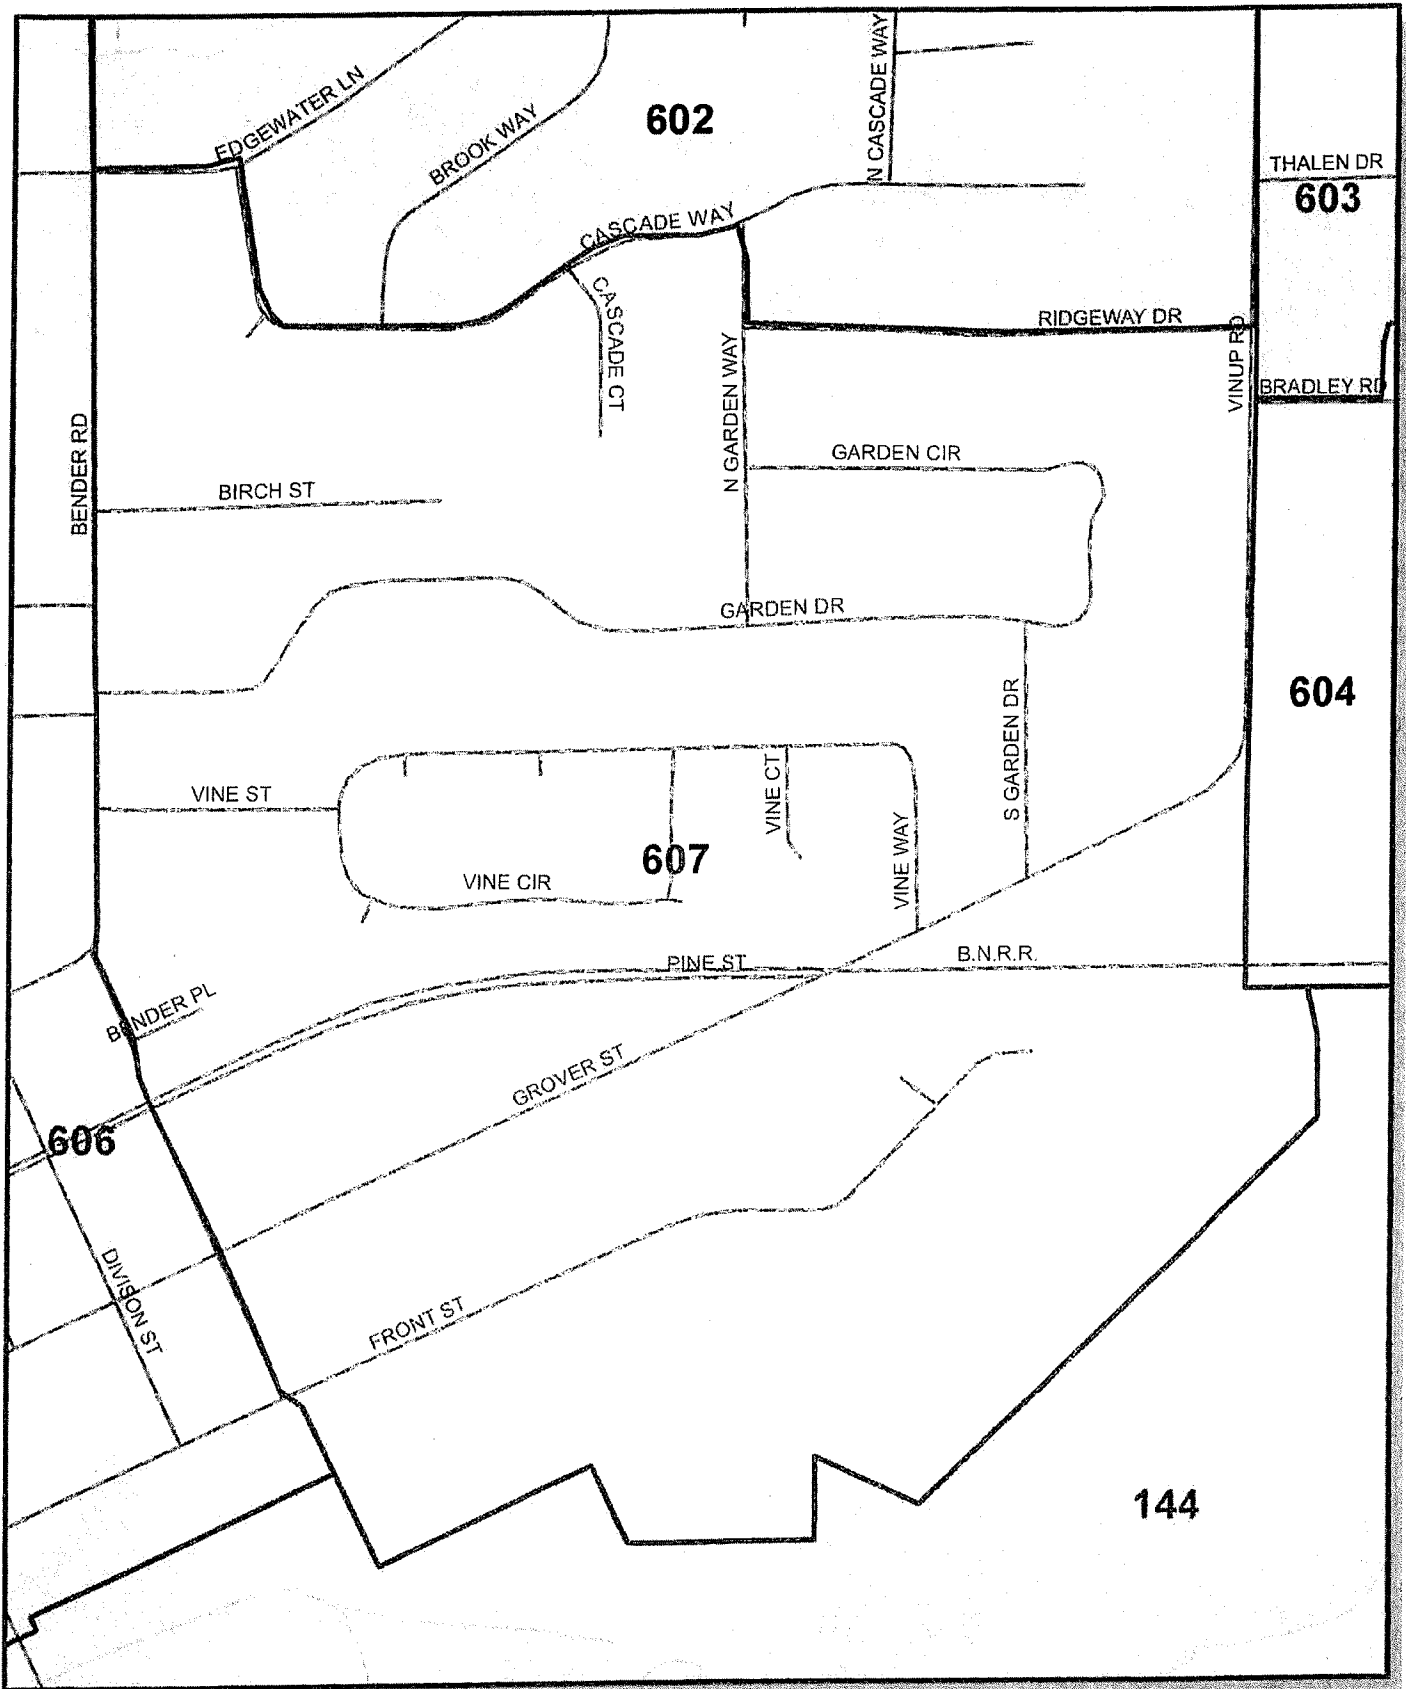 N CASCADE WAY
EDGEWATER LN
BROOK WAY
602
THALEN DR
603
CASCADE WAY
CASCADE CT
RIDGEWAY DR
VINUP RD
BRADLEY RD
N GARDEN WAY
BENDER RD
GARDEN CIR
BIRCH ST
GARDEN DR
604
S GARDEN DR
VINE ST
VINE CT
607
VINE WAY
VINE CIR
PINE ST
B.N.R.R.
BENDER PL
GROVER ST
606
DIVISON ST
FRONT ST
144